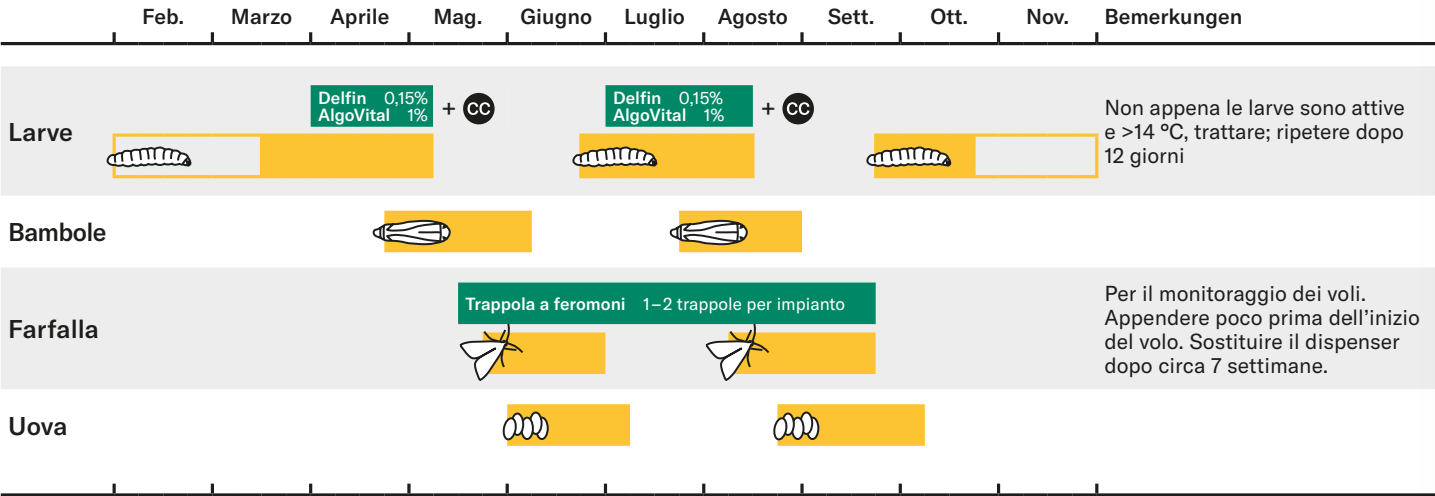 Feb. Marzo Aprile Mag. Giugno Luglio Agosto Sett. Ott. Nov. Bemerkungen
Larve
Delfin 0,15%
AlgoVital 1%
+ CC
Delfin 0,15%
AlgoVital 1%
+ CC
Non appena le larve sono attive
e >14 °C, trattare; ripetere dopo
12 giorni
Bambole
Farfalla
Trappola a feromoni 1–2 trappole per impianto
Per il monitoraggio dei voli.
Appendere poco prima dell'inizio
del volo. Sostituire il dispenser
dopo circa 7 settimane.
Uova